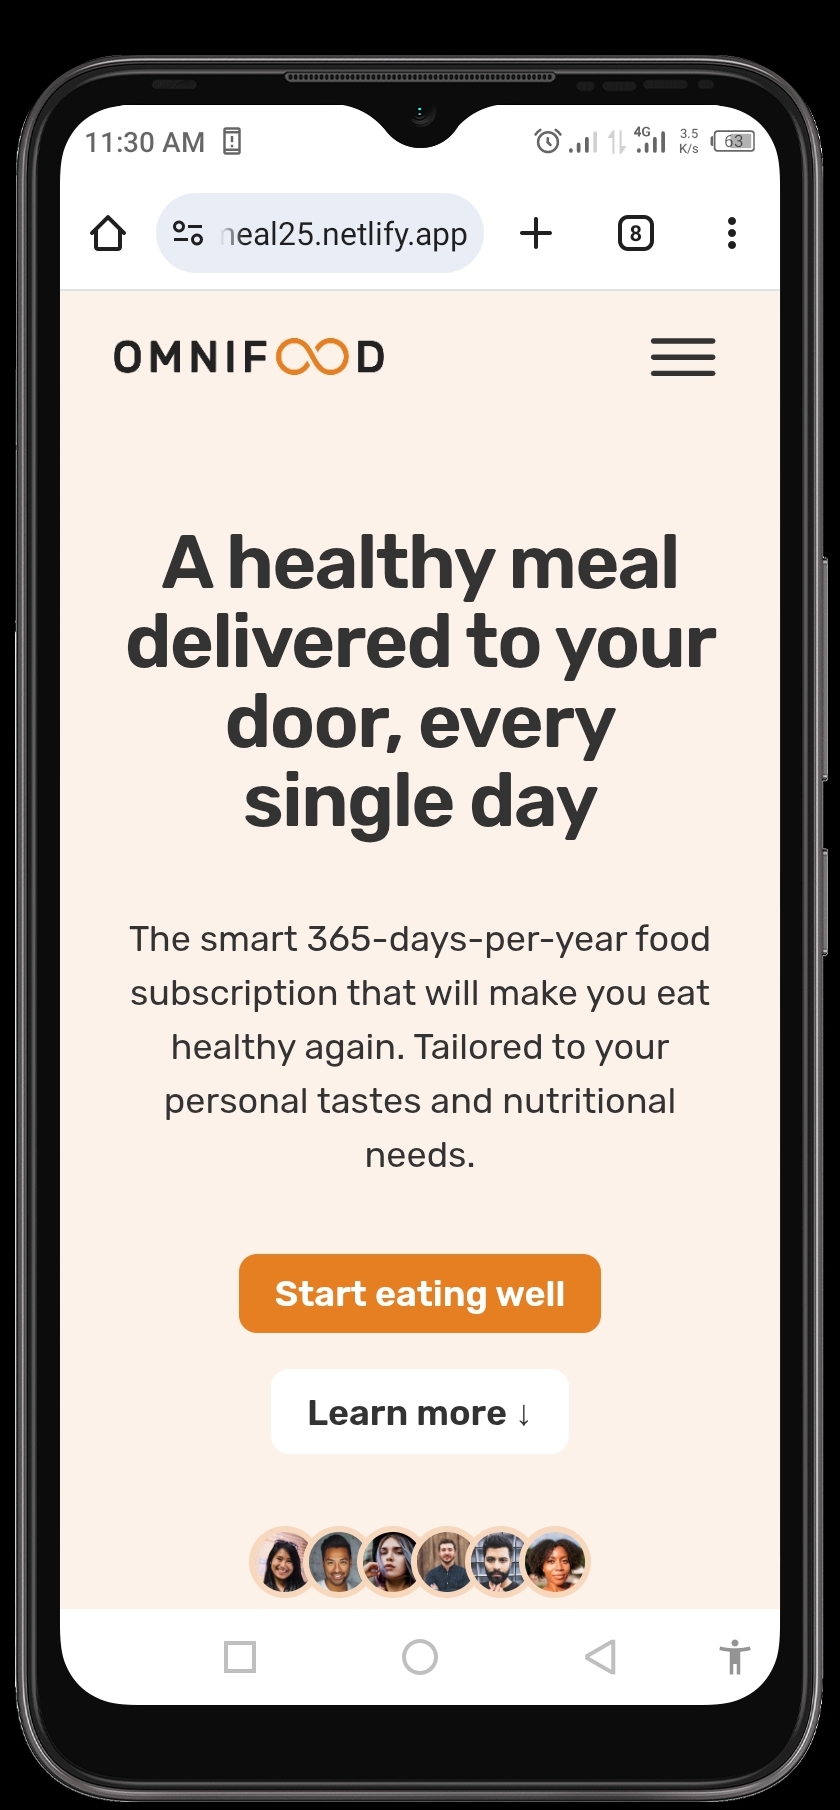 11:30 AM
4G
3.5
K/s
63
neal25.netlify.app
8
OMNIFOOD
A healthy meal
delivered to your
door, every
single day
The smart 365-days-per-year food
subscription that will make you eat
healthy again. Tailored to your
personal tastes and nutritional
needs.
Start eating well
Learn more ↓